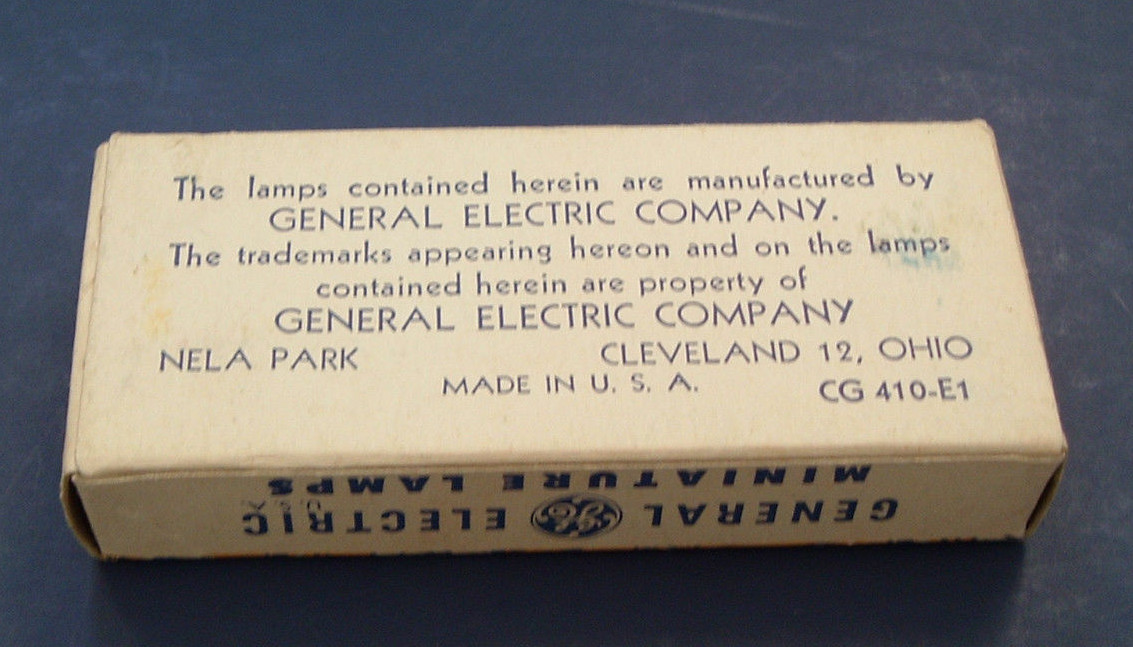 The lamps contained herein are manufactured by
GENERAL ELECTRIC COMPANY.
The trademarks appearing hereon and on the lamps
contained herein are property of
GENERAL ELECTRIC COMPANY
NELA PARK CLEVELAND 12, OHIO
MADE IN U. S. A. CG 410-E1
GENERAL GE ELECTRIC
MINIATURE LAMPS